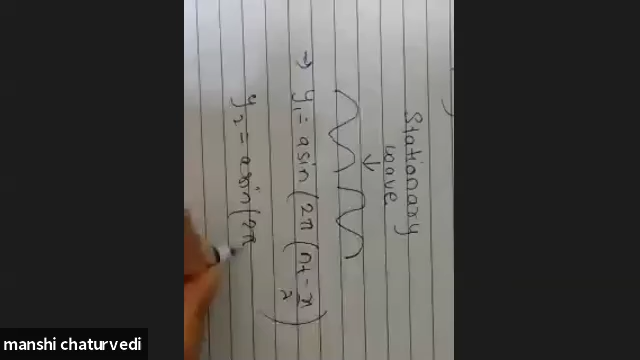 Stationary
wave
→ y₁ = a sin (2π (nt - x/λ)
y₂ = a sin (2π
manshi chaturvedi